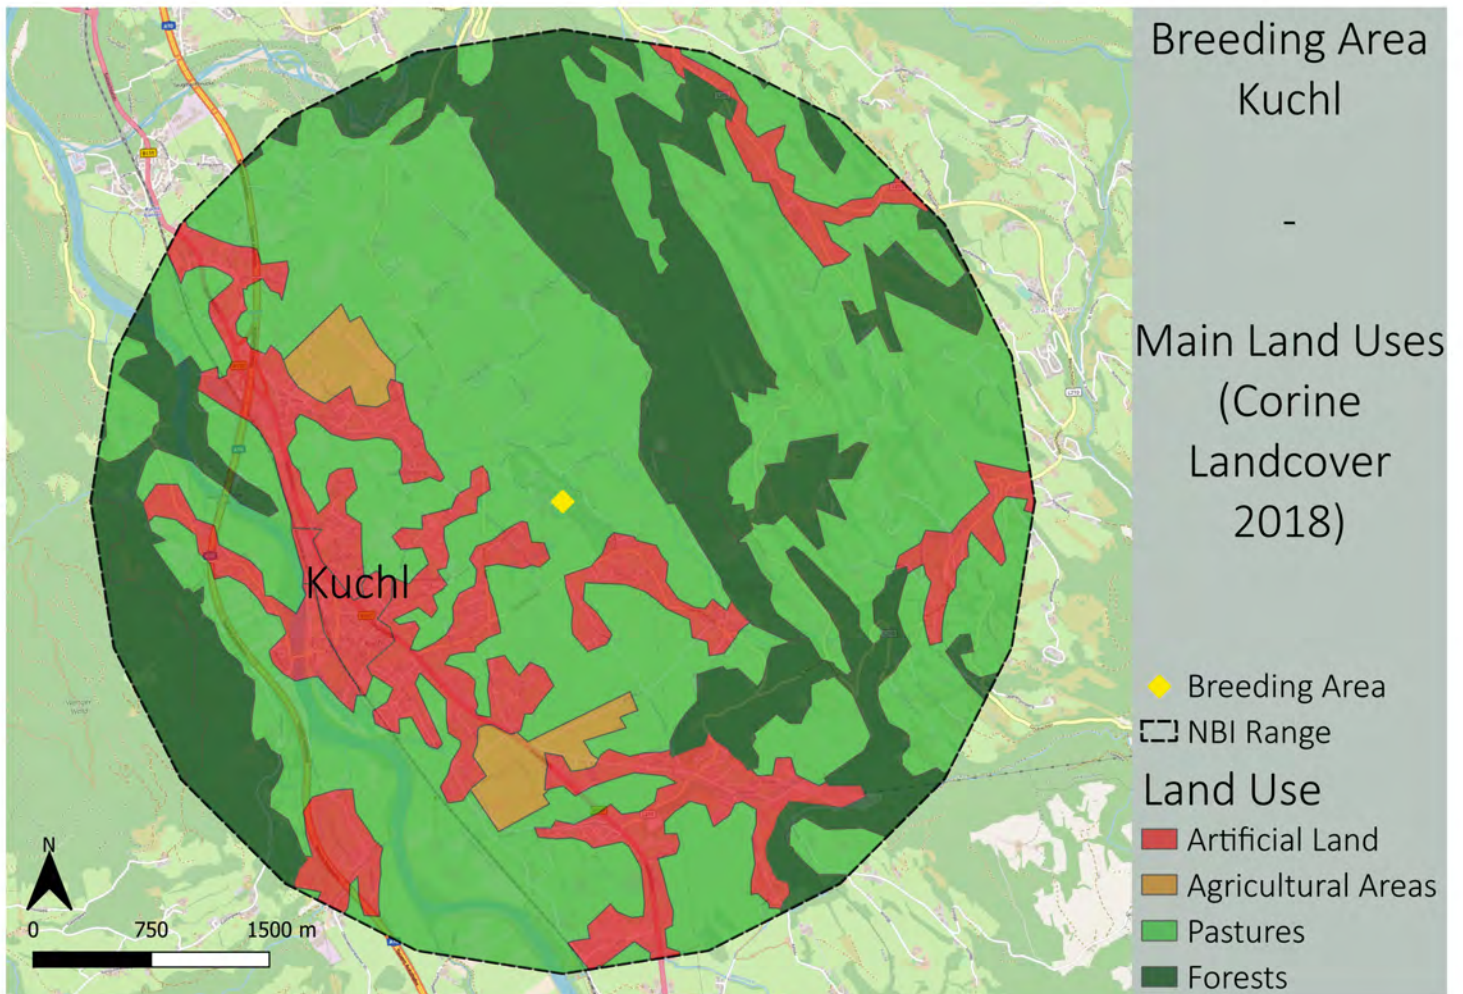 Breeding Area
Kuchl
-
Main Land Uses
(Corine
Landcover
2018)
Breeding Area
NBI Range
Land Use
Artificial Land
Agricultural Areas
Pastures
Forests
Kuchl
N
0 750 1500 m